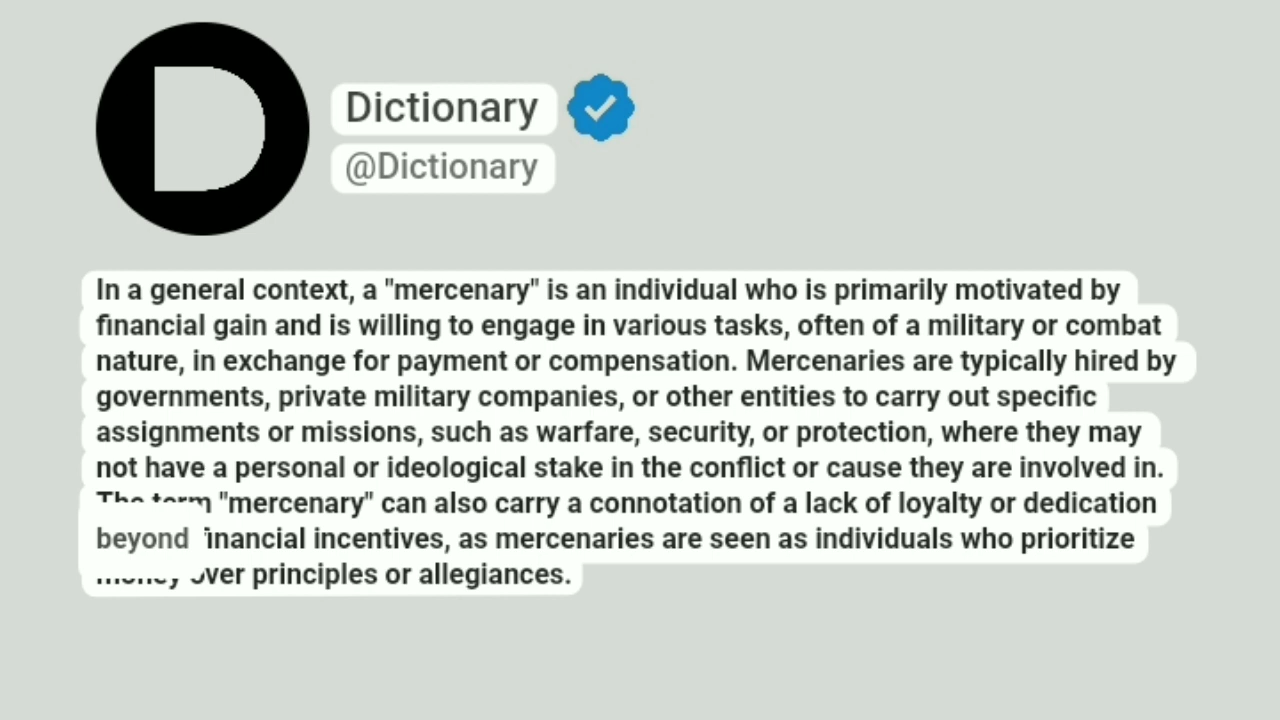 D
Dictionary
@Dictionary
In a general context, a "mercenary" is an individual who is primarily motivated by
financial gain and is willing to engage in various tasks, often of a military or combat
nature, in exchange for payment or compensation. Mercenaries are typically hired by
governments, private military companies, or other entities to carry out specific
assignments or missions, such as warfare, security, or protection, where they may
not have a personal or ideological stake in the conflict or cause they are involved in.
The term "mercenary" can also carry a connotation of a lack of loyalty or dedication
beyond financial incentives, as mercenaries are seen as individuals who prioritize
money over principles or allegiances.